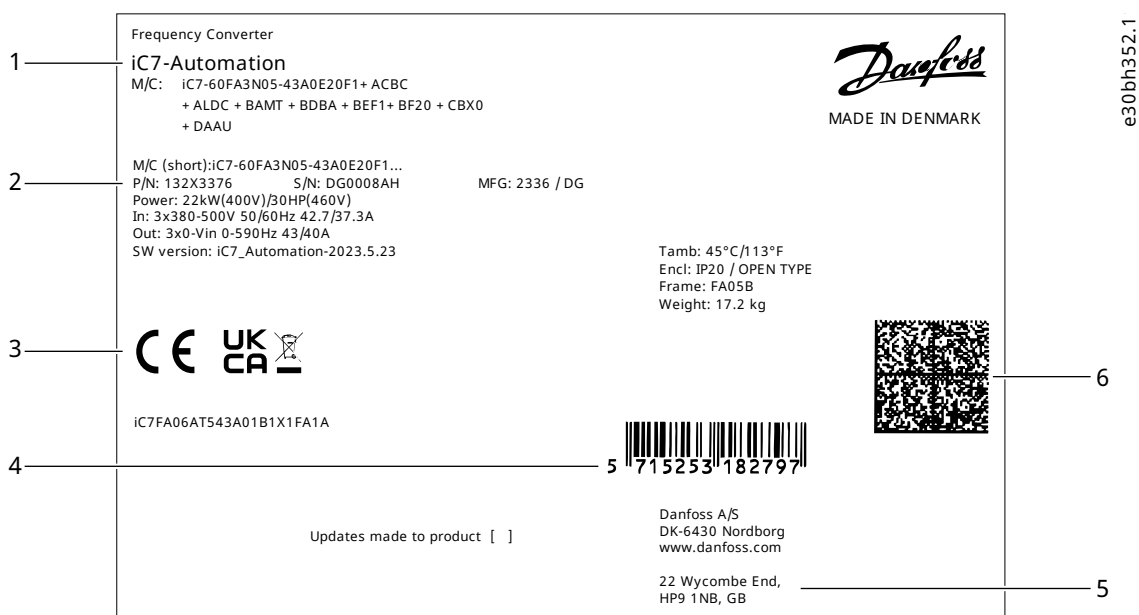 Frequency Converter
iC7-Automation
M/C: iC7-60FA3N05-43A0E20F1+ ACBC
+ ALDC + BAMT + BDBA + BEF1+ BF20 + CBX0
+ DAAU
Danfoss
MADE IN DENMARK
e30bh352.1
1
M/C (short):iC7-60FA3N05-43A0E20F1...
2
P/N: 132X3376 S/N: DG0008AH MFG: 2336 / DG
Power: 22kW(400V)/30HP(460V)
In: 3x380-500V 50/60Hz 42.7/37.3A
Out: 3x0-Vin 0-590Hz 43/40A
SW version: iC7_Automation-2023.5.23
Tamb: 45°C/113°F
Encl: IP20 / OPEN TYPE
Frame: FA05B
Weight: 17.2 kg
3
CE UK
CA
6
iC7FA06AT543A01B1X1FA1A
4
5 715253 182797
Danfoss A/S
DK-6430 Nordborg
www.danfoss.com
Updates made to product [ ]
22 Wycombe End,
HP9 1NB, GB
5